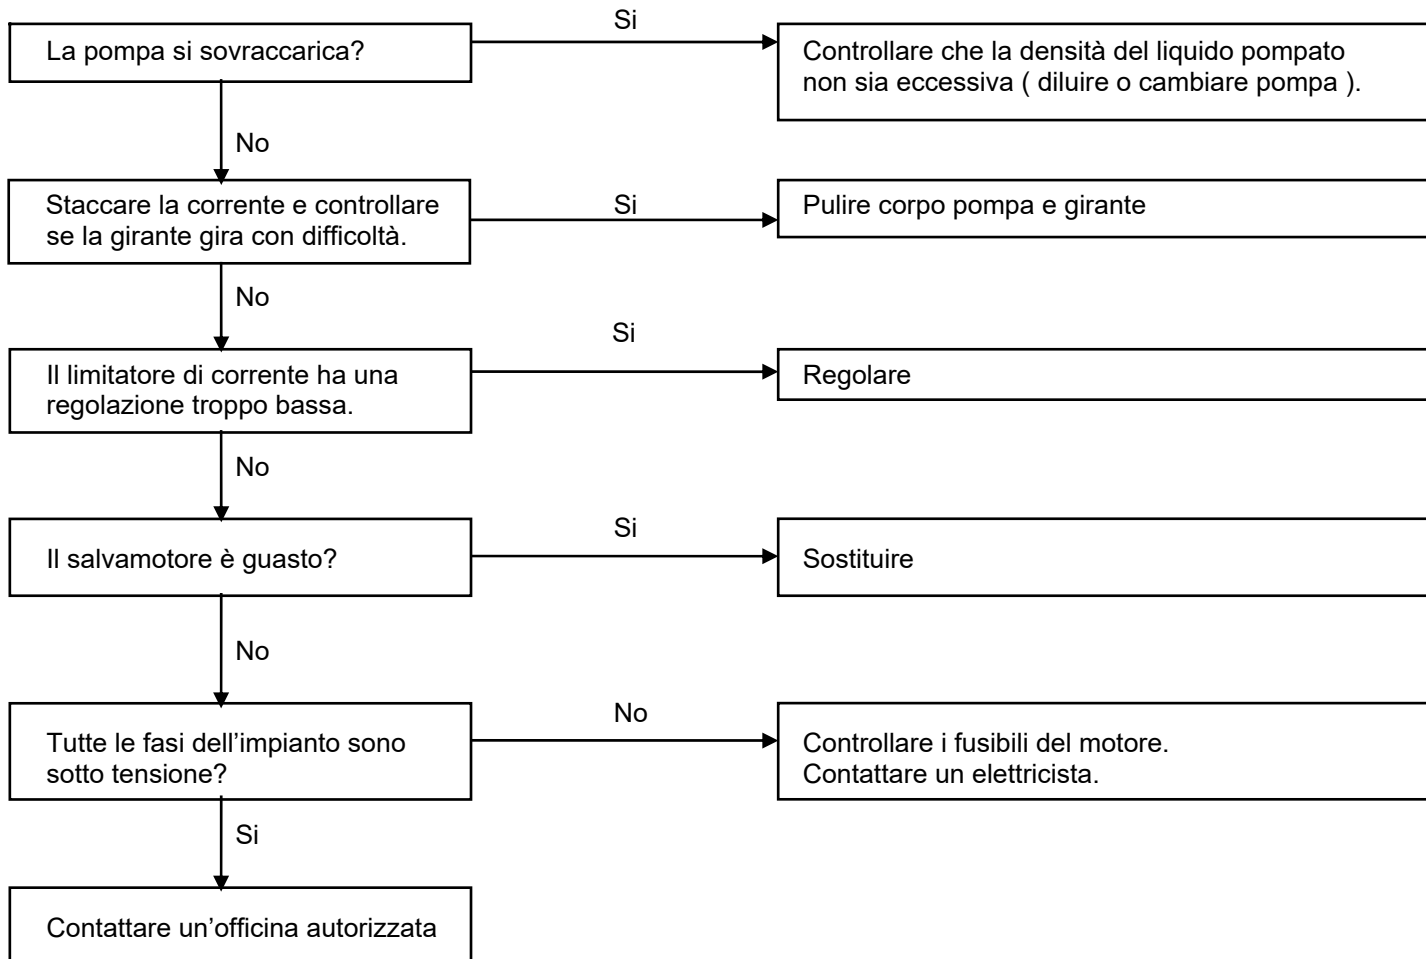 Si
La pompa si sovraccarica?
Controllare che la densità del liquido pompato
non sia eccessiva ( diluire o cambiare pompa ).
No
Staccare la corrente e controllare
se la girante gira con difficoltà.
Si
Pulire corpo pompa e girante
No
Il limitatore di corrente ha una
regolazione troppo bassa.
Si
Regolare
No
Il salvamotore è guasto?
Si
Sostituire
No
Tutte le fasi dell’impianto sono
sotto tensione?
No
Controllare i fusibili del motore.
Contattare un elettricista.
Si
Contattare un’officina autorizzata